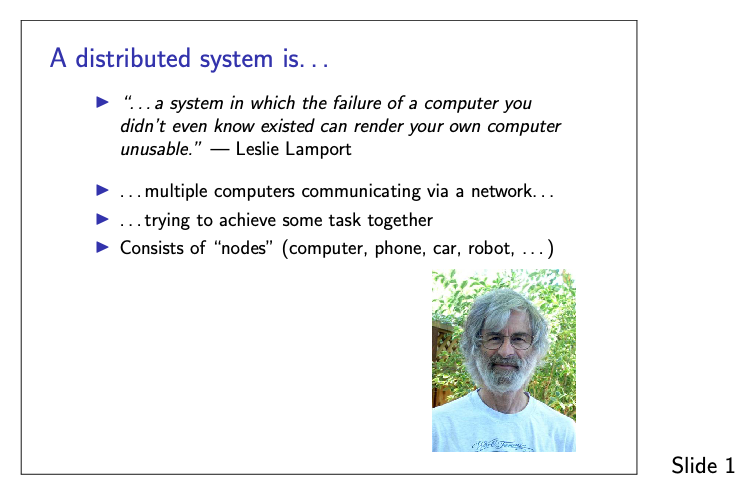 A distributed system is...
▶ “...a system in which the failure of a computer you
didn’t even know existed can render your own computer
unusable.” — Leslie Lamport
▶ ...multiple computers communicating via a network...
▶ ...trying to achieve some task together
▶ Consists of “nodes” (computer, phone, car, robot, ...)
Slide 1